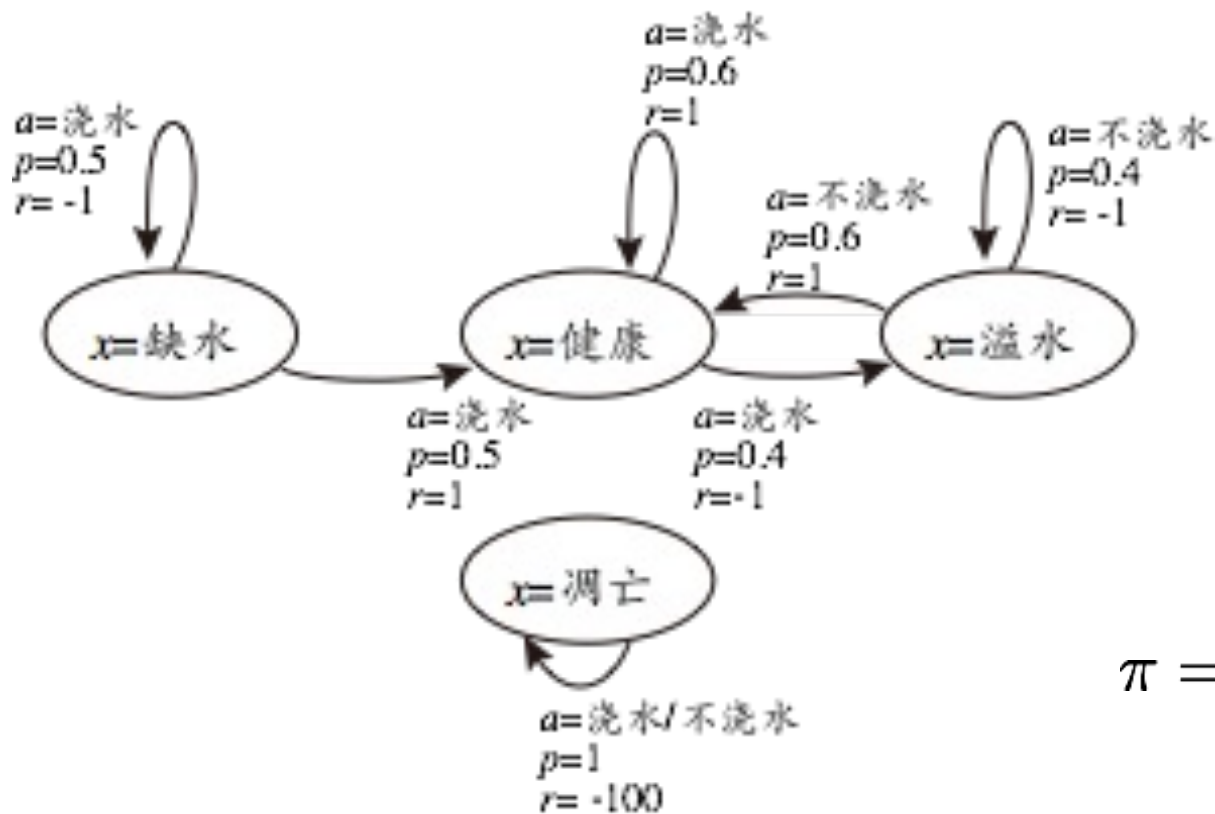 a=浇水
p=0.6
r=1
a=浇水
p=0.5
r= -1
a=不浇水
p=0.4
r= -1
a=不浇水
p=0.6
r=1
x=缺水
x=健康
x=溢水
a=浇水
p=0.5
r=1
a=浇水
p=0.4
r=-1
x=凋亡
π =
a=浇水/不浇水
p=1
r= -100